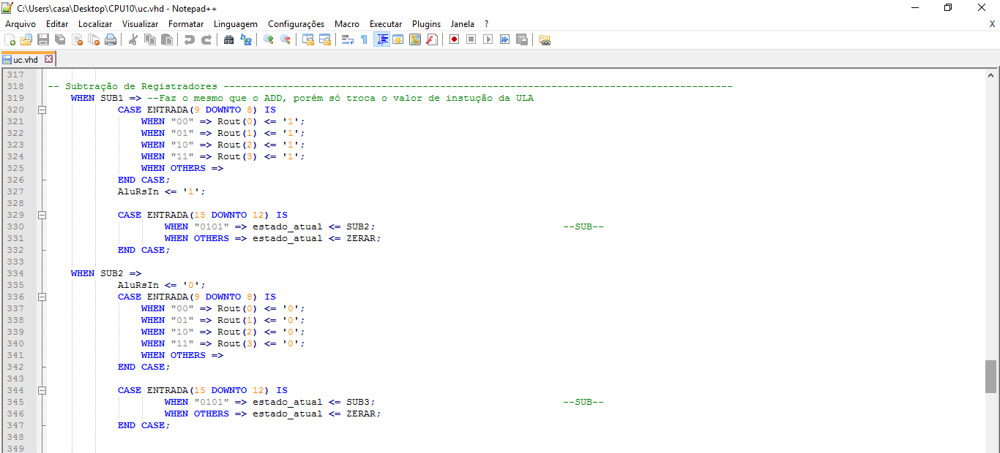 C:\Users\casa\Desktop\CPU10\uc.vhd - Notepad++
Arquivo Editar Localizar Visualizar Formatar Linguagem Configurações Macro Executar Plugins Janela ? X
uc.vhd
317
318 -- Subtração de Registradores ---------------------------------------------------------------------------------------
319 WHEN SUB1 => --Faz o mesmo que o ADD, porém só troca o valor de instução da ULA
320 CASE ENTRADA(9 DOWNTO 8) IS
321 WHEN "00" => Rout(0) <= '1';
322 WHEN "01" => Rout(1) <= '1';
323 WHEN "10" => Rout(2) <= '1';
324 WHEN "11" => Rout(3) <= '1';
325 WHEN OTHERS =>
326 END CASE;
327 AluRsIn <= '1';
328
329 CASE ENTRADA(15 DOWNTO 12) IS
330 WHEN "0101" => estado_atual <= SUB2; --SUB--
331 WHEN OTHERS => estado_atual <= ZERAR;
332 END CASE;
333
334 WHEN SUB2 =>
335 AluRsIn <= '0';
336 CASE ENTRADA(9 DOWNTO 8) IS
337 WHEN "00" => Rout(0) <= '0';
338 WHEN "01" => Rout(1) <= '0';
339 WHEN "10" => Rout(2) <= '0';
340 WHEN "11" => Rout(3) <= '0';
341 WHEN OTHERS =>
342 END CASE;
343
344 CASE ENTRADA(15 DOWNTO 12) IS
345 WHEN "0101" => estado_atual <= SUB3; --SUB--
346 WHEN OTHERS => estado_atual <= ZERAR;
347 END CASE;
348
349